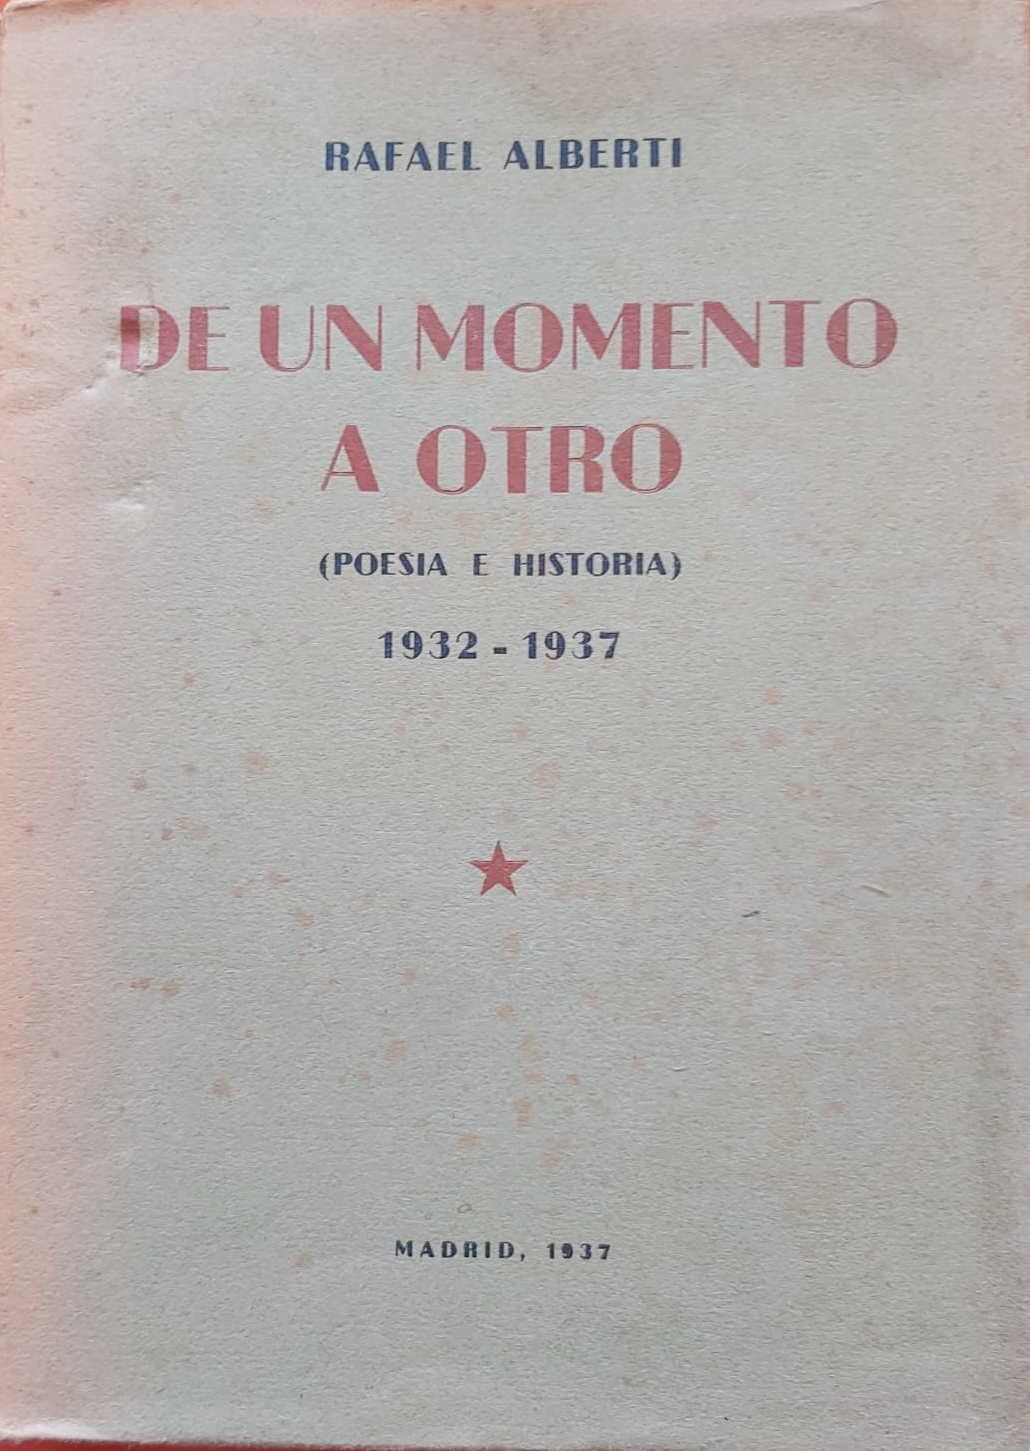 RAFAEL ALBERTI
DE UN MOMENTO
A OTRO
(POESIA E HISTORIA)
1932 - 1937
MADRID, 1937